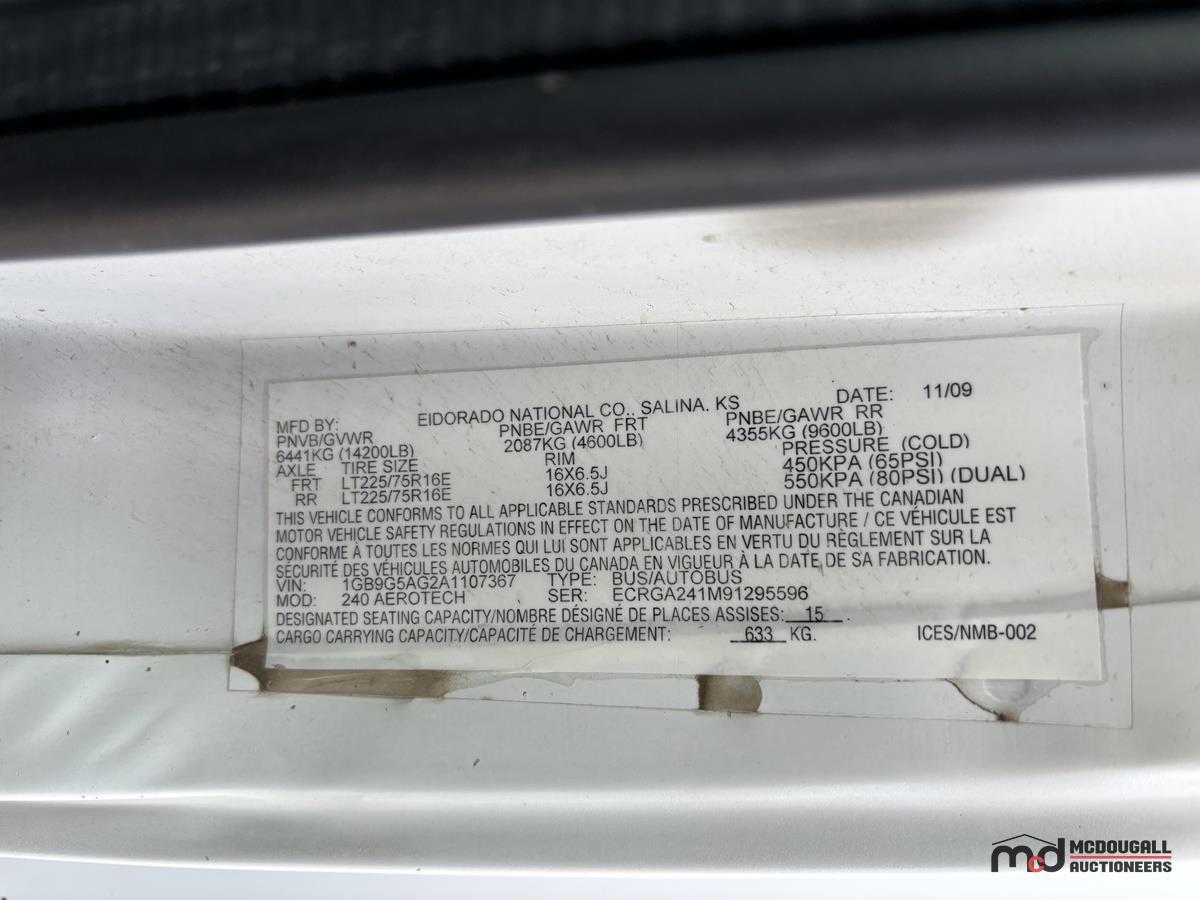 MFD BY: EIDORADO NATIONAL CO., SALINA. KS DATE: 11/09
PNVB/GVWR PNBE/GAWR FRT PNBE/GAWR RR
6441KG (14200LB) 2087KG (4600LB) 4355KG (9600LB)
AXLE TIRE SIZE RIM PRESSURE (COLD)
FRT LT225/75R16E 16X6.5J 450KPA (65PSI)
RR LT225/75R16E 16X6.5J 550KPA (80PSI) (DUAL)
THIS VEHICLE CONFORMS TO ALL APPLICABLE STANDARDS PRESCRIBED UNDER THE CANADIAN
MOTOR VEHICLE SAFETY REGULATIONS IN EFFECT ON THE DATE OF MANUFACTURE / CE VÉHICULE EST
CONFORME À TOUTES LES NORMES QUI LUI SONT APPLICABLES EN VERTU DU RÈGLEMENT SUR LA
SÉCURITÉ DES VÉHICULES AUTOMOBILES DU CANADA EN VIGUEUR À LA DATE DE SA FABRICATION.
VIN: 1GB9G5AG2A1107367 TYPE: BUS/AUTOBUS
MOD: 240 AEROTECH SER: ECRGA241M91295596
DESIGNATED SEATING CAPACITY/NOMBRE DÉSIGNÉ DE PLACES ASSISES: 15 .
CARGO CARRYING CAPACITY/CAPACITÉ DE CHARGEMENT: 633 KG. ICES/NMB-002
mcd MCDOUGALL
AUCTIONEERS